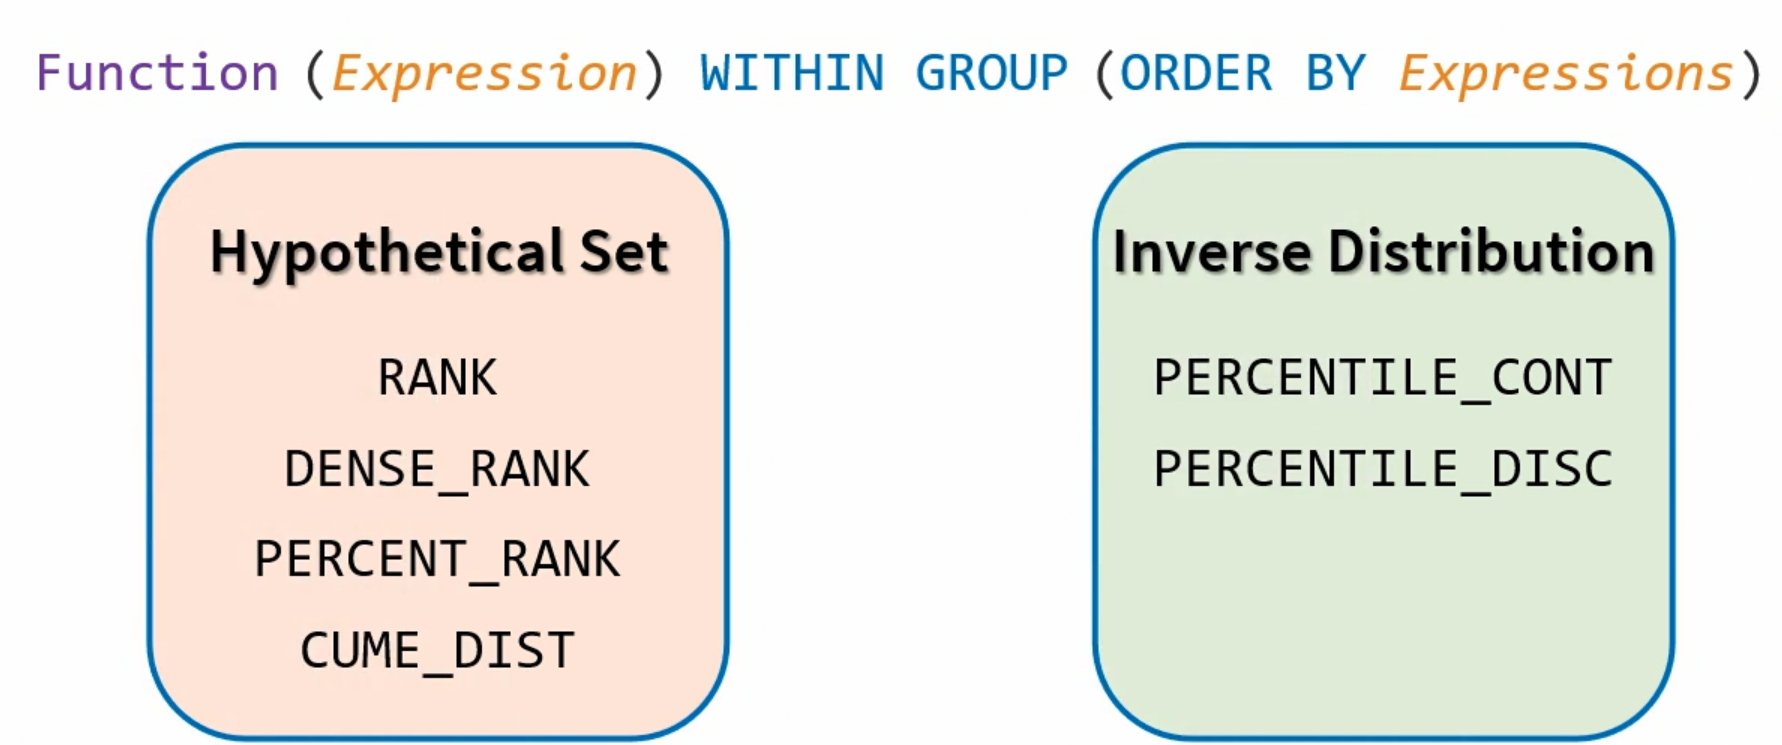 Function (Expression) WITHIN GROUP (ORDER BY Expressions)
Hypothetical Set
RANK
DENSE_RANK
PERCENT_RANK
CUME_DIST
Inverse Distribution
PERCENTILE_CONT
PERCENTILE_DISC